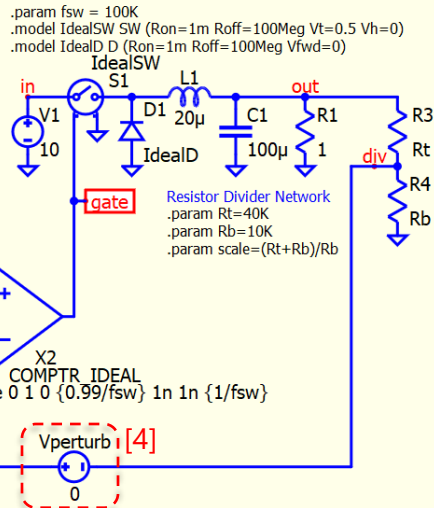 .param fsw = 100K
.model IdealSW SW (Ron=1m Roff=100Meg Vt=0.5 Vh=0)
.model IdealD D (Ron=1m Roff=100Meg Vfwd=0)
IdealSW
in
S1
L1
out
V1
D1
20µ
C1
R1
R3
10
IdealD
100µ
1
Rt
div
R4
Rb
gate
Resistor Divider Network
.param Rt=40K
.param Rb=10K
.param scale=(Rt+Rb)/Rb
X2
COMPTR_IDEAL
e 0 1 0 {0.99/fsw} 1n 1n {1/fsw}
Vperturb
[4]
0